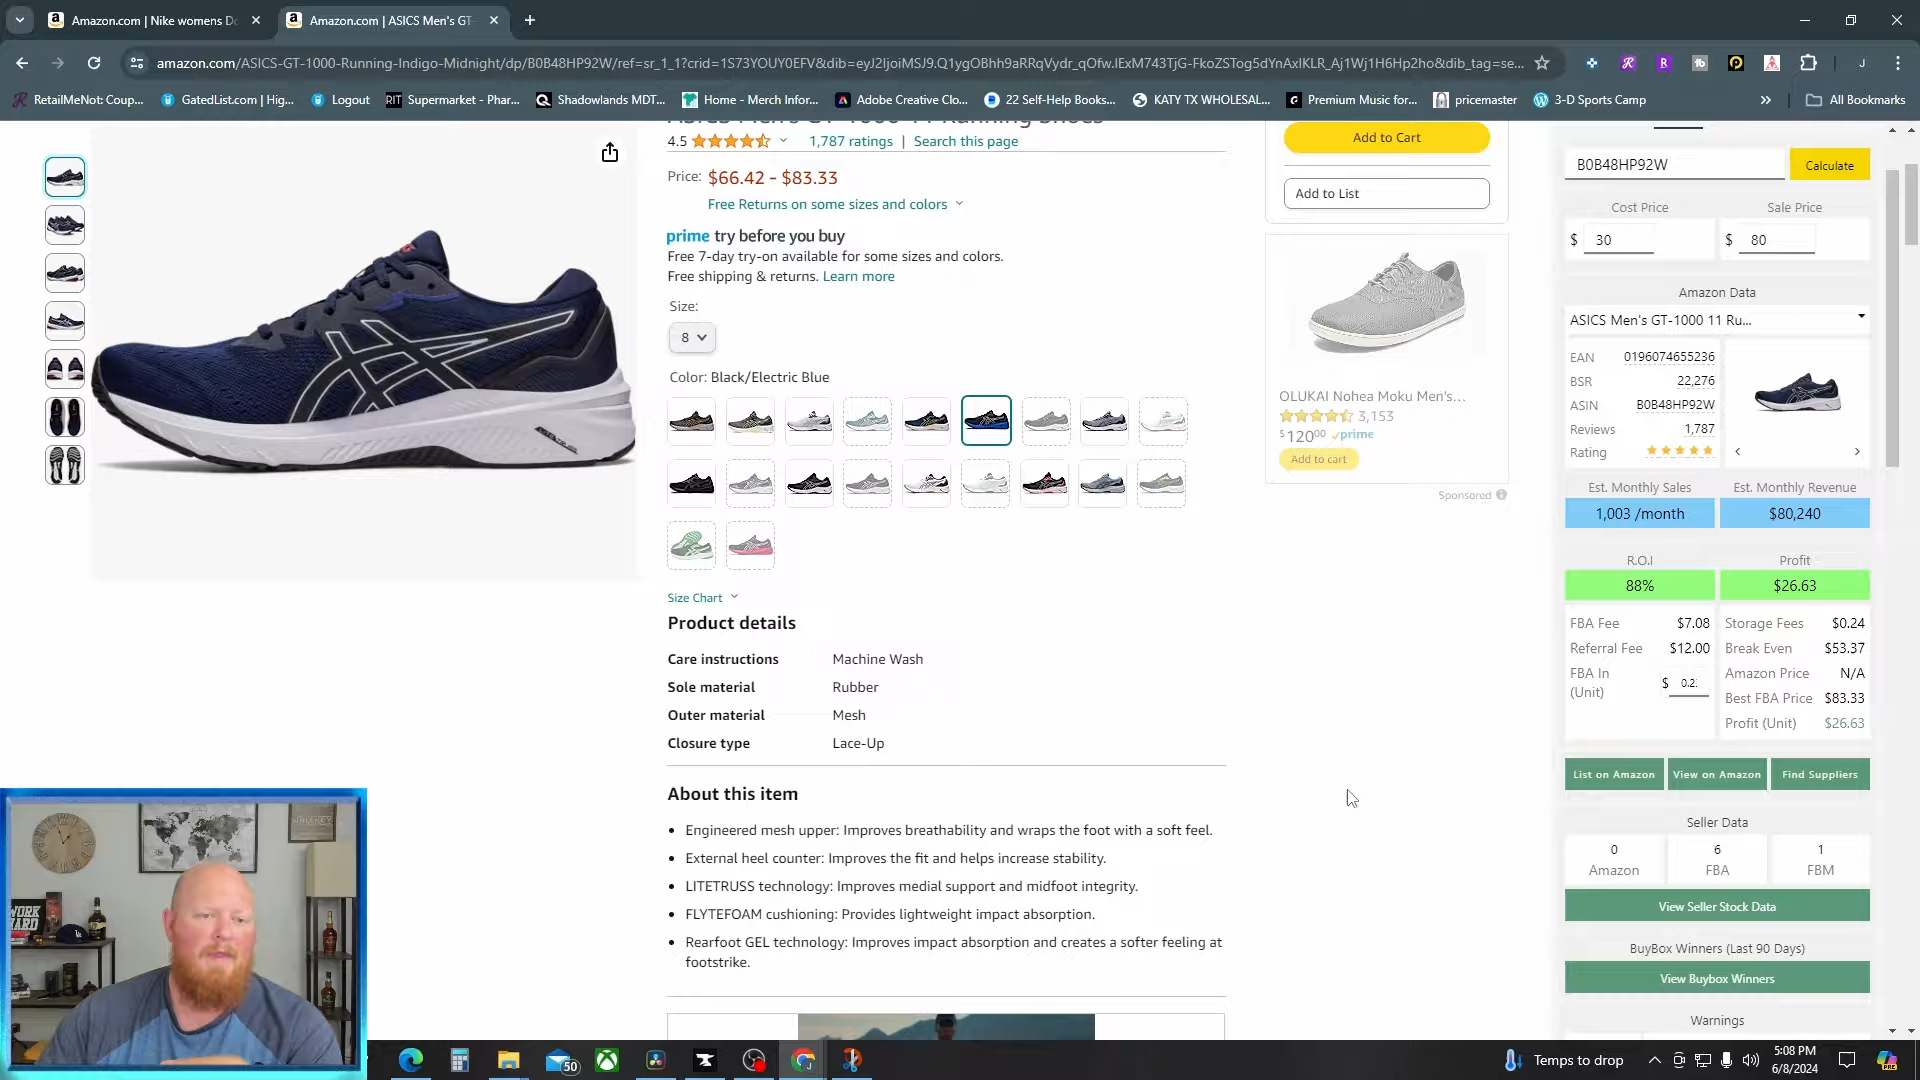 Amazon.com | Nike womens Do
Amazon.com | ASICS Men's GT-
amazon.com/ASICS-GT-1000-Running-Indigo-Midnight/dp/B0B48HP92W/ref=sr_1_1?crid=1S73YOUY0EFV&dib=eyJ2IjoiMSJ9.Q1ygOBhh9aRRqVydr_qOfw.IExM743TjG-FkoZSTog5dYnAxIKLR_Aj1Wj1H6Hp2ho&dib_tag=se...
J
RetailMeNot: Coup...
GatedList.com | Hig...
Logout
RIT Supermarket - Phar...
Shadowlands MDT...
Home - Merch Infor...
Adobe Creative Clo...
22 Self-Help Books...
KATY TX WHOLESAL...
Premium Music for...
pricemaster
3-D Sports Camp
All Bookmarks
ASICS Men's GT-1000 11 Running Shoes
4.5 1,787 ratings | Search this page
Price: $66.42 - $83.33
Free Returns on some sizes and colors
prime try before you buy
Free 7-day try-on available for some sizes and colors.
Free shipping & returns. Learn more
Size:
8
Color: Black/Electric Blue
Size Chart
Product details
Care instructions Machine Wash
Sole material Rubber
Outer material Mesh
Closure type Lace-Up
About this item
Engineered mesh upper: Improves breathability and wraps the foot with a soft feel.
External heel counter: Improves the fit and helps increase stability.
LITETRUSS technology: Improves medial support and midfoot integrity.
FLYTEFOAM cushioning: Provides lightweight impact absorption.
Rearfoot GEL technology: Improves impact absorption and creates a softer feeling at
footstrike.
Add to Cart
Add to List
OLUKAI Nohea Moku Men's...
3,153
$12000 prime
Add to cart
Sponsored
B0B48HP92W
Calculate
Cost Price Sale Price
$ 30 $ 80
Amazon Data
ASICS Men's GT-1000 11 Ru...
EAN 0196074655236
BSR 22,276
ASIN B0B48HP92W
Reviews 1,787
Rating
Est. Monthly Sales Est. Monthly Revenue
1,003 /month $80,240
R.O.I Profit
88% $26.63
FBA Fee $7.08 Storage Fees $0.24
Referral Fee $12.00 Break Even $53.37
FBA In (Unit) $ 0.2 Amazon Price N/A
Best FBA Price $83.33
Profit (Unit) $26.63
List on Amazon View on Amazon Find Suppliers
Seller Data
0 6 1
Amazon FBA FBM
View Seller Stock Data
BuyBox Winners (Last 90 Days)
View Buybox Winners
Warnings
WHISKEY
WORK
HARD
50
Temps to drop
5:08 PM
6/8/2024